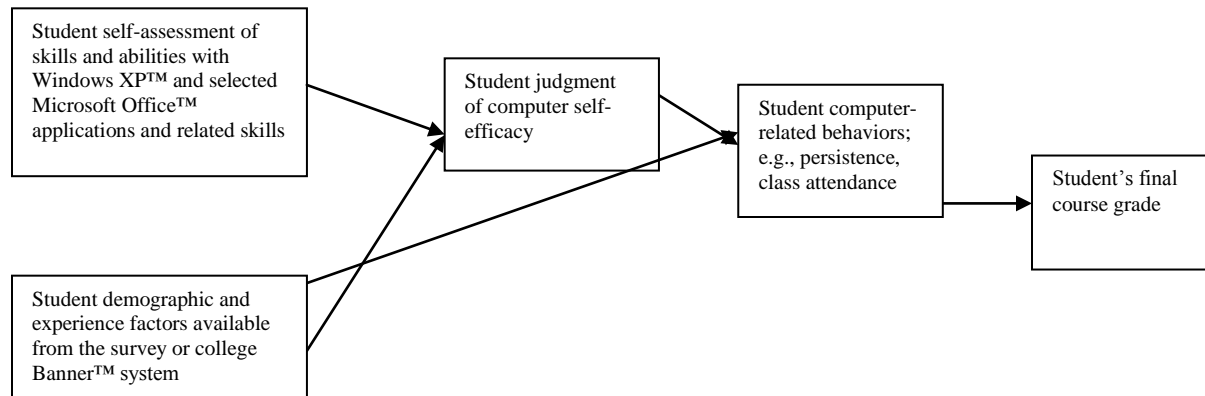 Student self-assessment of
skills and abilities with
Windows XP™ and selected
Microsoft Office™
applications and related skills
Student judgment
of computer self-
efficacy
Student computer-
related behaviors;
e.g., persistence,
class attendance
Student’s final
course grade
Student demographic and
experience factors available
from the survey or college
Banner™ system